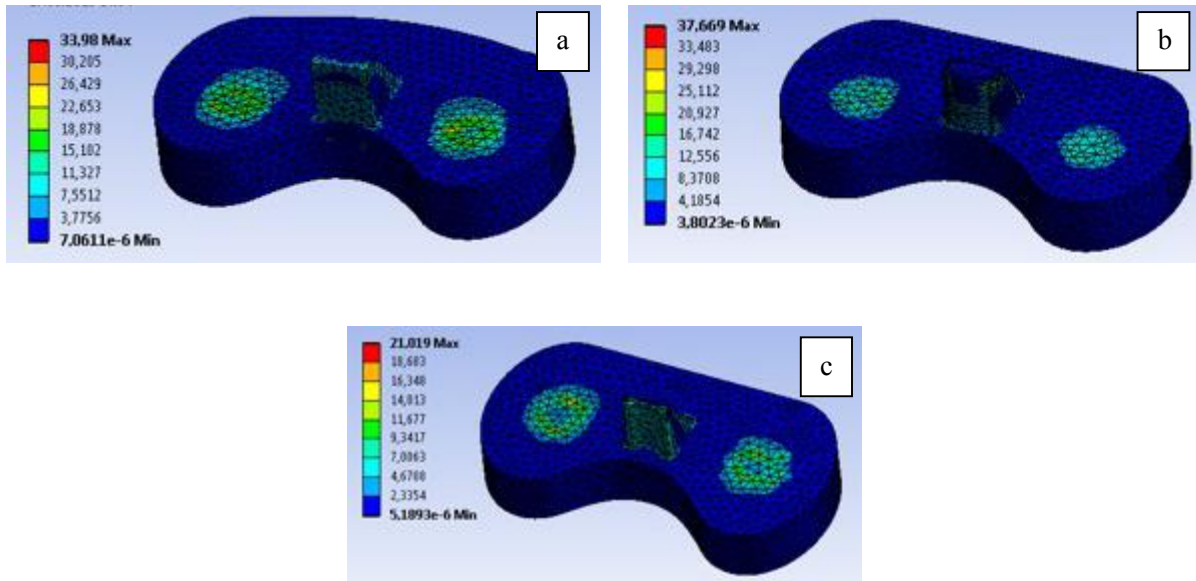 33,98 Max
30,205
26,429
22,653
18,878
15,102
11,327
7,5512
3,7756
7,0611e-6 Min
a
37,669 Max
33,483
29,298
25,112
20,927
16,742
12,556
8,3708
4,1854
3,8023e-6 Min
b
21,019 Max
18,683
16,348
14,013
11,677
9,3417
7,0063
4,6708
2,3354
5,1893e-6 Min
c